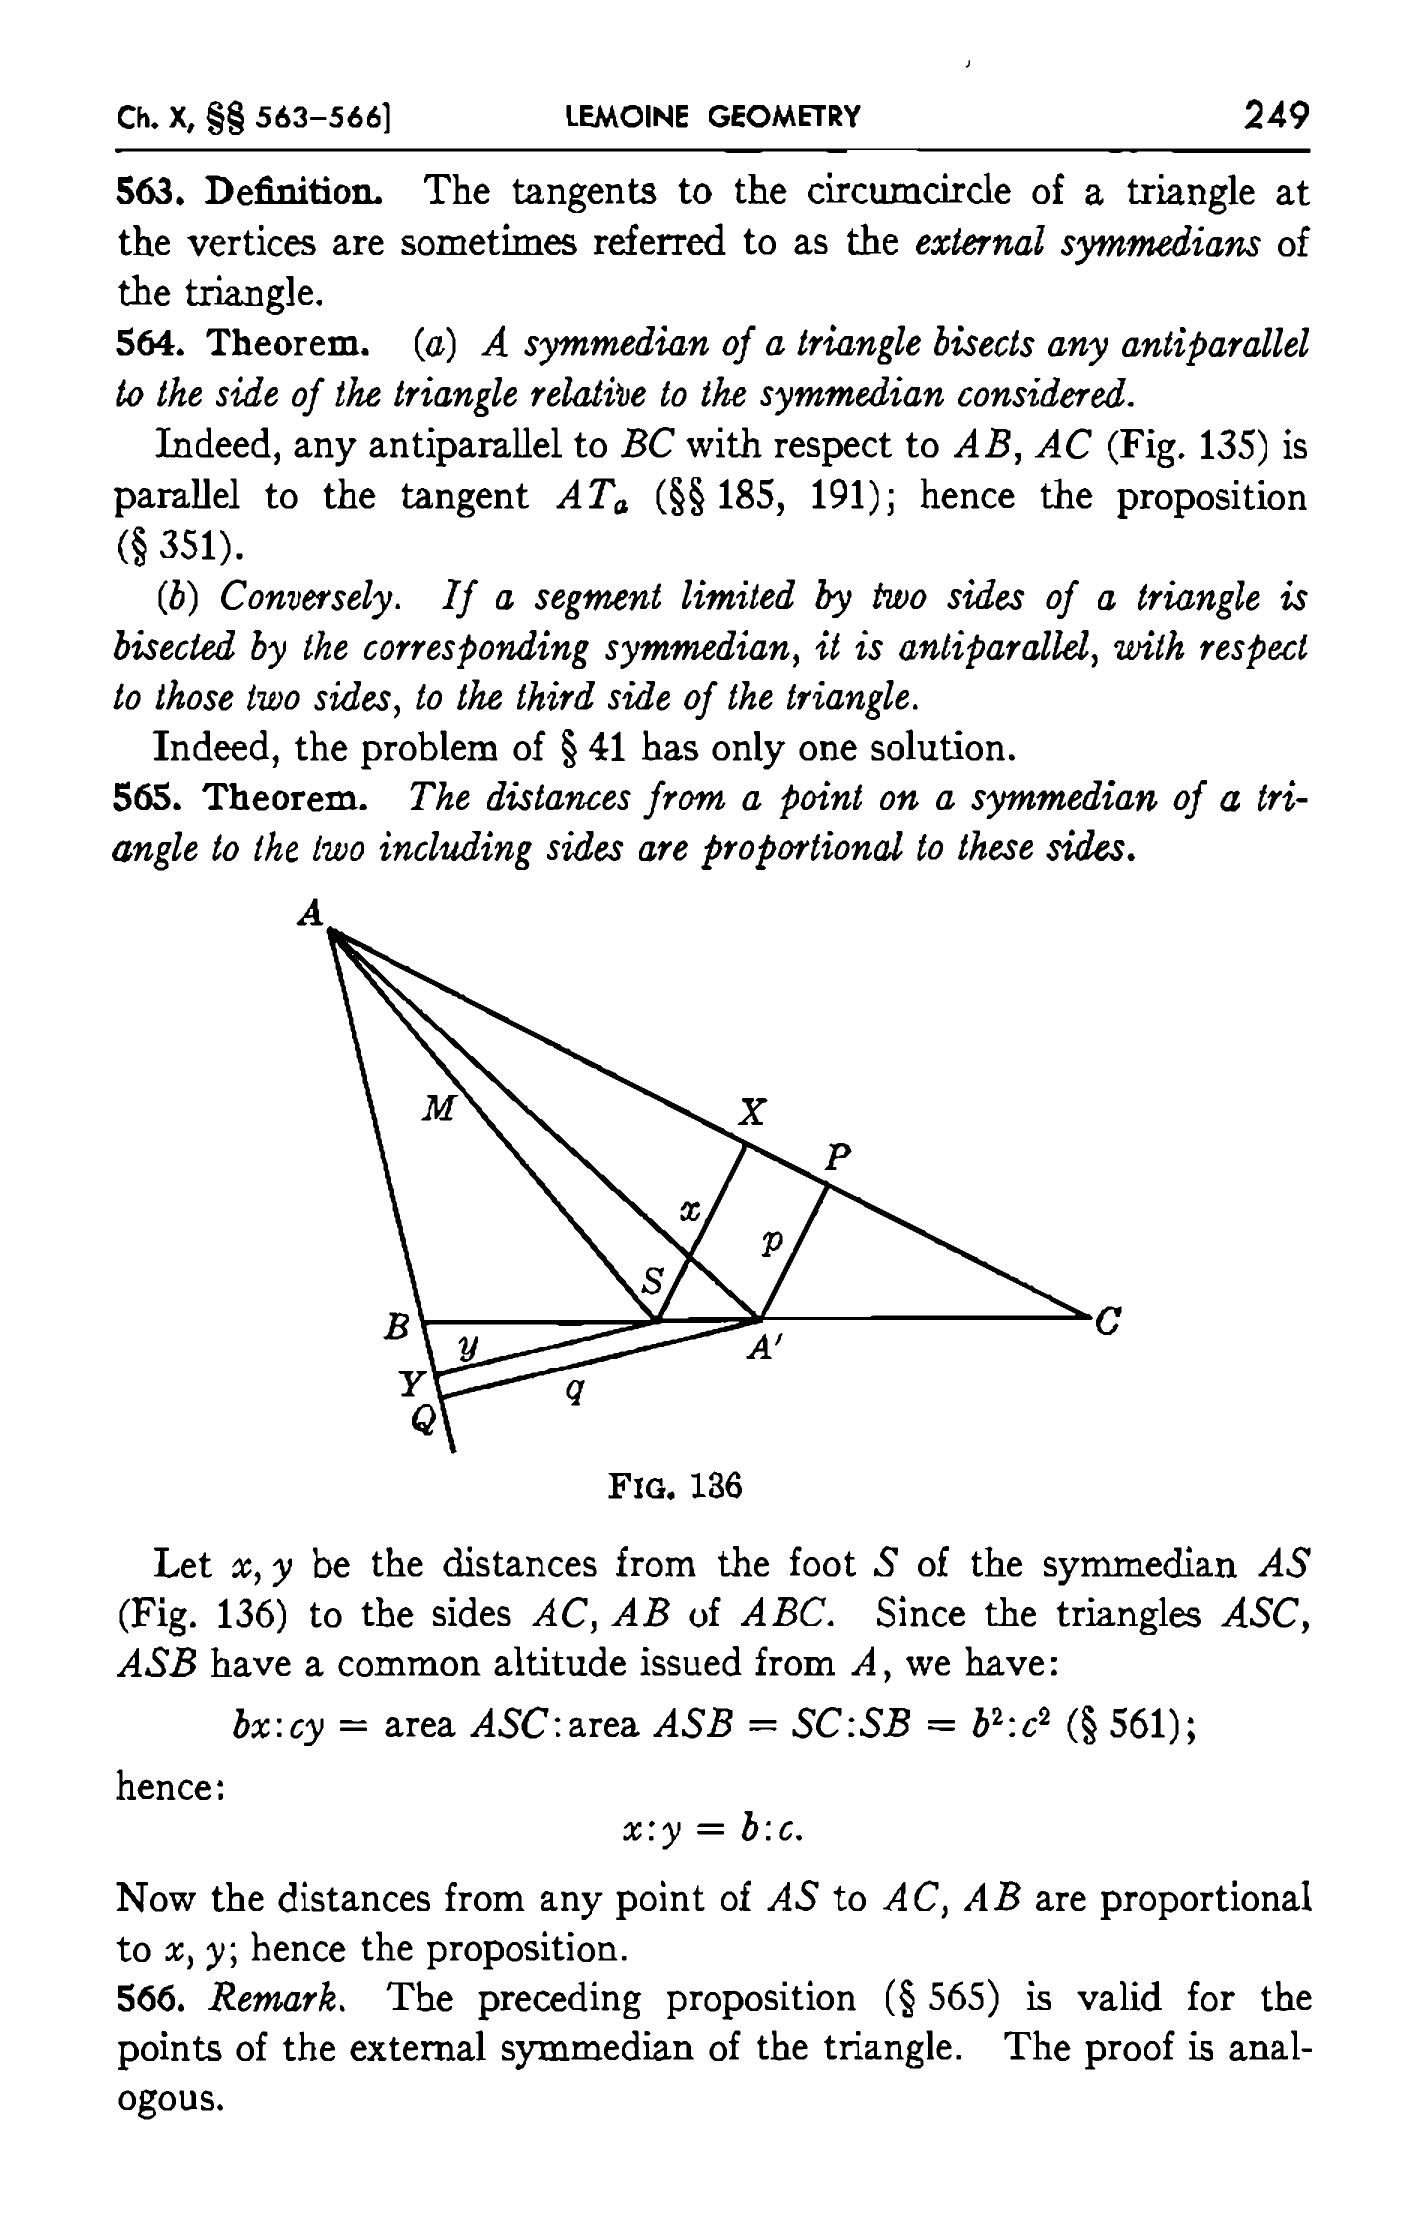 Ch. X, §§ 563–566] LEMOINE GEOMETRY 249
563. Definition. The tangents to the circumcircle of a triangle at
the vertices are sometimes referred to as the external symmedians of
the triangle.
564. Theorem. (a) A symmedian of a triangle bisects any antiparallel
to the side of the triangle relative to the symmedian considered.
Indeed, any antiparallel to BC with respect to AB, AC (Fig. 135) is
parallel to the tangent ATₐ (§§ 185, 191); hence the proposition
(§ 351).
(b) Conversely. If a segment limited by two sides of a triangle is
bisected by the corresponding symmedian, it is antiparallel, with respect
to those two sides, to the third side of the triangle.
Indeed, the problem of § 41 has only one solution.
565. Theorem. The distances from a point on a symmedian of a tri-
angle to the two including sides are proportional to these sides.
A
M
X
P
x
p
S
B
C
y
A′
Y
q
Q
FIG. 136
Let x, y be the distances from the foot S of the symmedian AS
(Fig. 136) to the sides AC, AB of ABC. Since the triangles ASC,
ASB have a common altitude issued from A, we have:
bx:cy = area ASC:area ASB = SC:SB = b²:c² (§ 561);
hence:
x:y = b:c.
Now the distances from any point of AS to AC, AB are proportional
to x, y; hence the proposition.
566. Remark. The preceding proposition (§ 565) is valid for the
points of the external symmedian of the triangle. The proof is anal-
ogous.